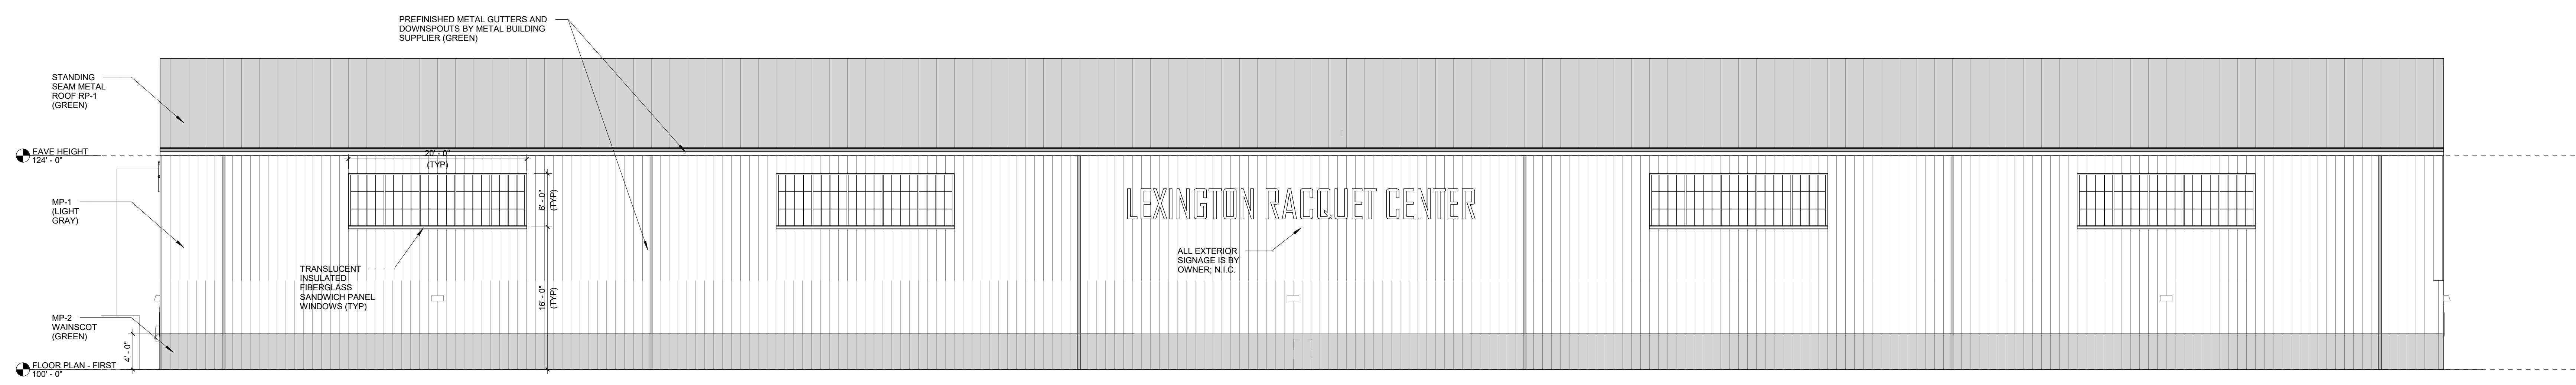 PREFINISHED METAL GUTTERS AND
DOWNSPOUTS BY METAL BUILDING
SUPPLIER (GREEN)
STANDING
SEAM METAL
ROOF RP-1
(GREEN)
EAVE HEIGHT
124' - 0"
20' - 0"
(TYP)
6' - 0"
(TYP)
MP-1
(LIGHT
GRAY)
LEXINGTON RACQUET CENTER
ALL EXTERIOR
SIGNAGE IS BY
OWNER; N.I.C.
TRANSLUCENT
INSULATED
FIBERGLASS
SANDWICH PANEL
WINDOWS (TYP)
16' - 0"
(TYP)
MP-2
WAINSCOT
(GREEN)
4' - 0"
FLOOR PLAN - FIRST
100' - 0"